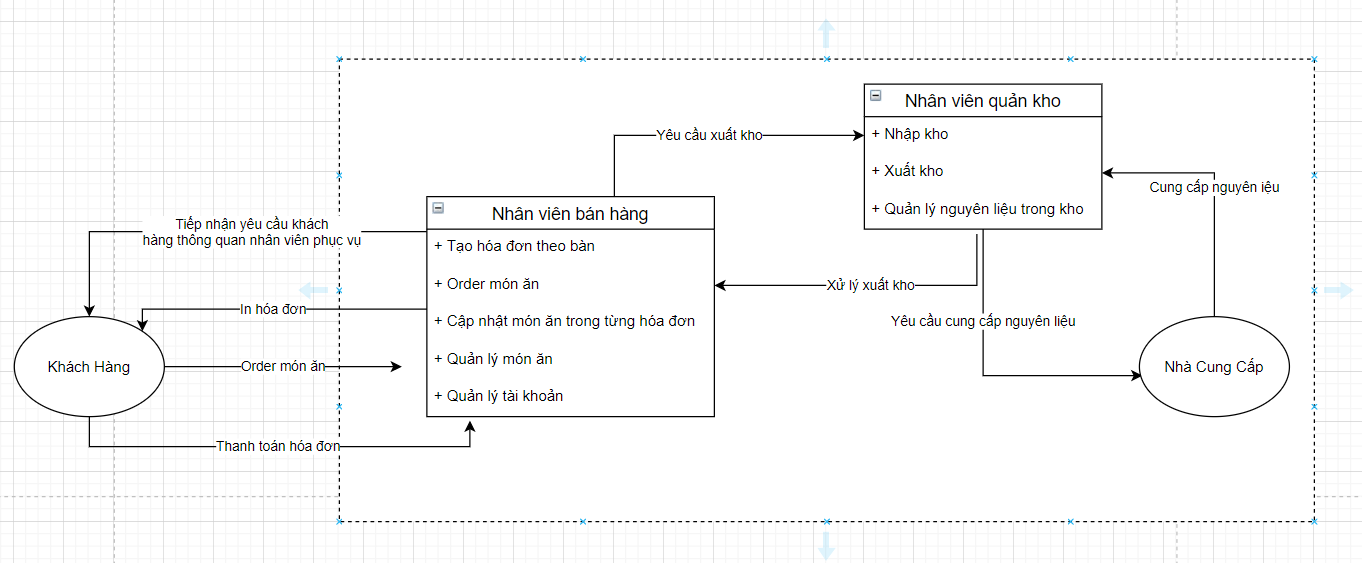 Nhân viên quản kho
+ Nhập kho
+ Xuất kho
+ Quản lý nguyên liệu trong kho
Yêu cầu xuất kho
Cung cấp nguyên iệu
Nhân viên bán hàng
+ Tạo hóa đơn theo bàn
+ Order món ăn
+ Cập nhật món ăn trong từng hóa đơn
+ Quản lý món ăn
+ Quản lý tài khoản
Tiếp nhận yêu cầu khách
hàng thông quan nhân viên phục vụ
Xử lý xuất kho
In hóa đơn
Yêu cầu cung cấp nguyên liệu
Khách Hàng
Order món ăn
Nhà Cung Cấp
Thanh toán hóa đơn